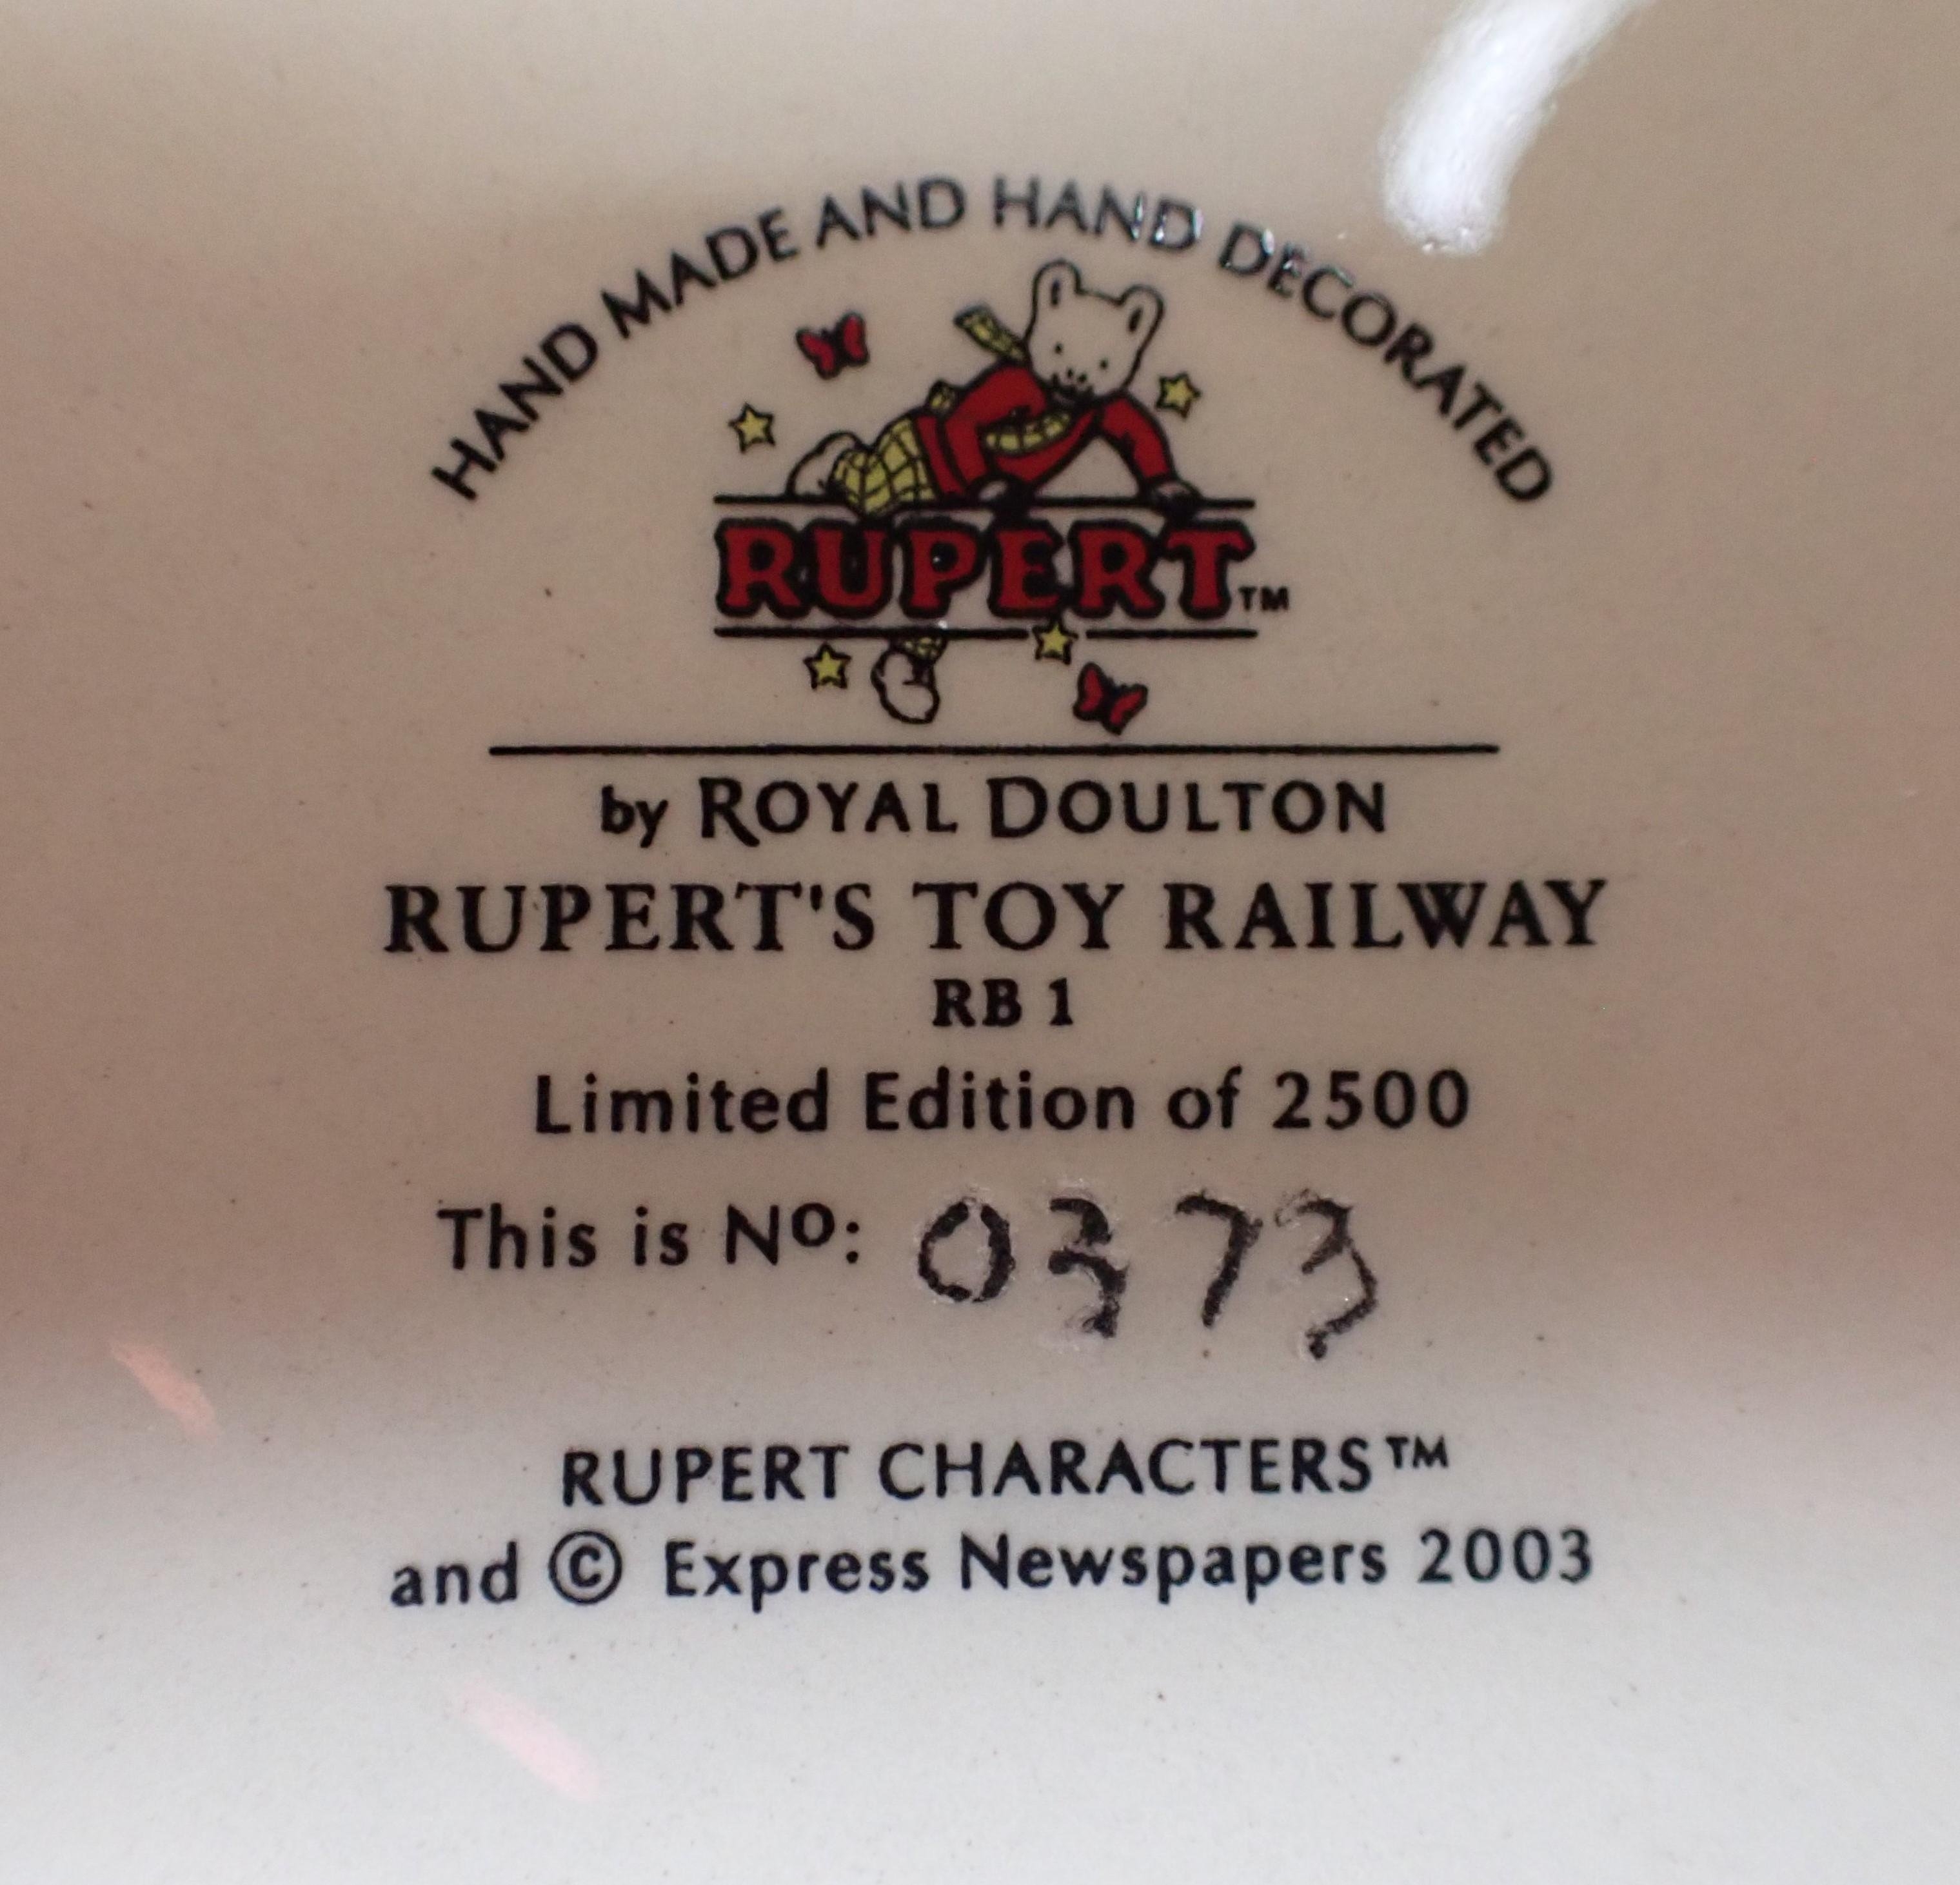 HAND MADE AND HAND DECORATED
RUPERT™
by ROYAL DOULTON
RUPERT'S TOY RAILWAY
RB 1
Limited Edition of 2500
This is Nº: 0373
RUPERT CHARACTERS™
and © Express Newspapers 2003